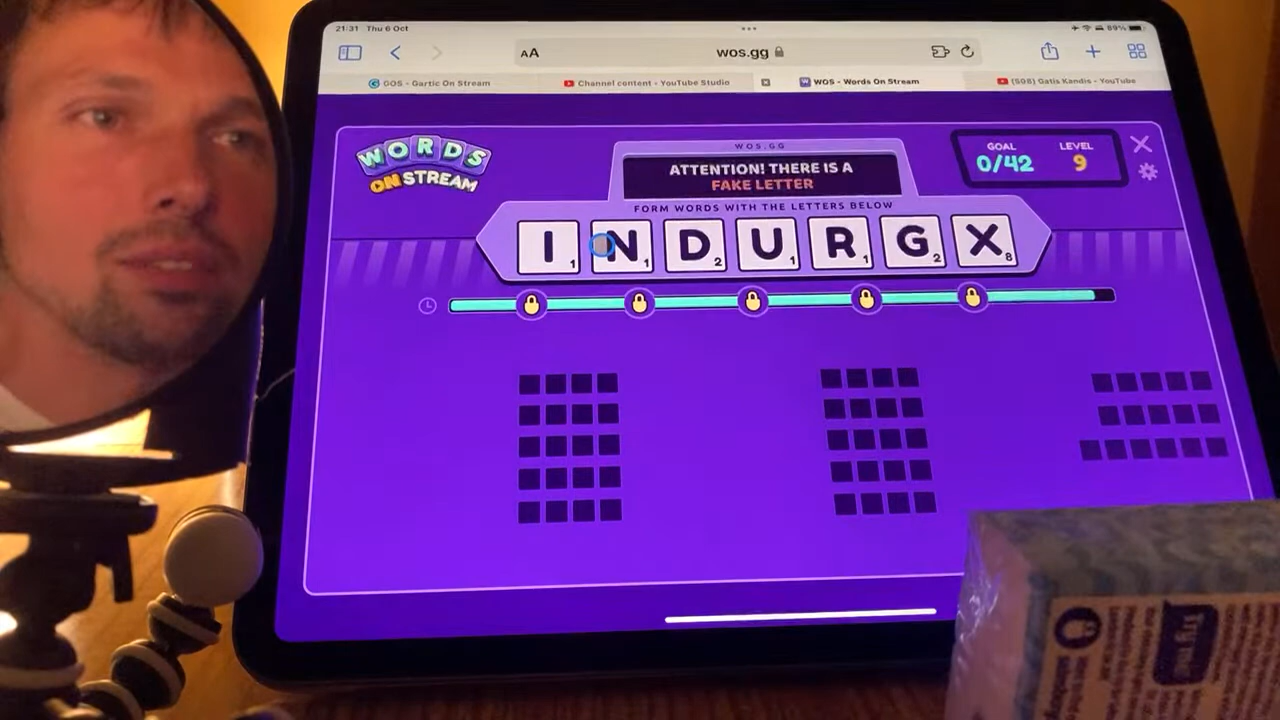 21:31 Thu 6 Oct
89%
AA
wos.gg
GOS - Gartic On Stream
Channel content - YouTube Studio
WOS - Words On Stream
(598) Gatis Kandis - YouTube
WORDS
ON STREAM
WOS.GG
ATTENTION! THERE IS A
FAKE LETTER
GOAL
0/42
LEVEL
9
FORM WORDS WITH THE LETTERS BELOW
I 1 N 1 D 2 U 1 R 1 G 2 X 8
Try me